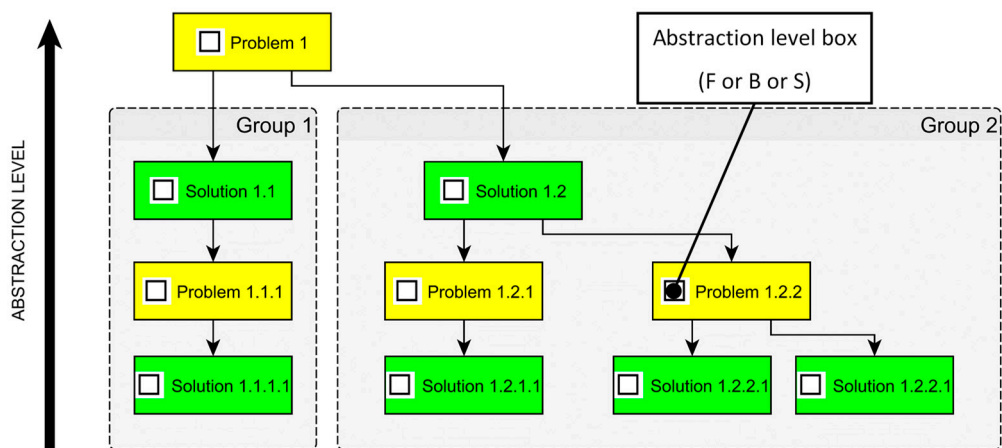 Problem 1
Abstraction level box
(F or B or S)
Group 1
Group 2
Solution 1.1
Solution 1.2
Problem 1.1.1
Problem 1.2.1
Problem 1.2.2
Solution 1.1.1.1
Solution 1.2.1.1
Solution 1.2.2.1
Solution 1.2.2.1
ABSTRACTION LEVEL